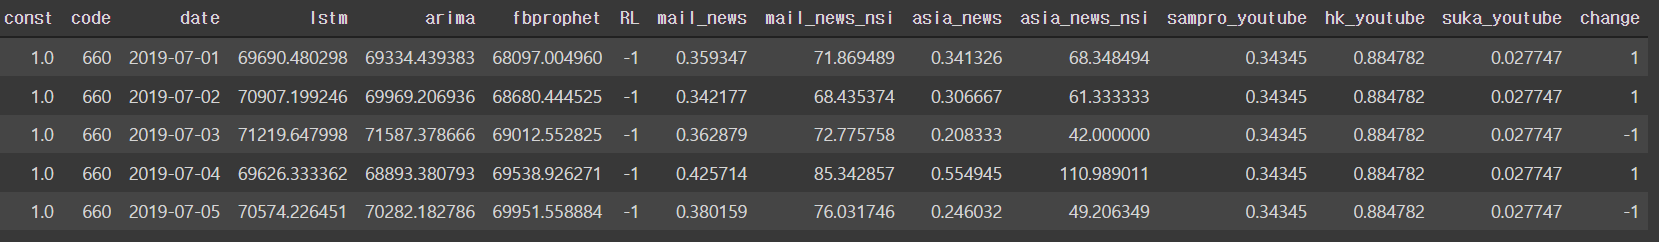 const code date lstm arima fbprophet RL mail_news mail_news_nsi asia_news asia_news_nsi sampro_youtube hk_youtube suka_youtube change
1.0 660 2019-07-01 69690.480298 69334.439383 68097.004960 -1 0.359347 71.869489 0.341326 68.348494 0.34345 0.884782 0.027747 1
1.0 660 2019-07-02 70907.199246 69969.206936 68680.444525 -1 0.342177 68.435374 0.306667 61.333333 0.34345 0.884782 0.027747 1
1.0 660 2019-07-03 71219.647998 71587.378666 69012.552825 -1 0.362879 72.775758 0.208333 42.000000 0.34345 0.884782 0.027747 -1
1.0 660 2019-07-04 69626.333362 68893.380793 69538.926271 -1 0.425714 85.342857 0.554945 110.989011 0.34345 0.884782 0.027747 1
1.0 660 2019-07-05 70574.226451 70282.182786 69951.558884 -1 0.380159 76.031746 0.246032 49.206349 0.34345 0.884782 0.027747 -1